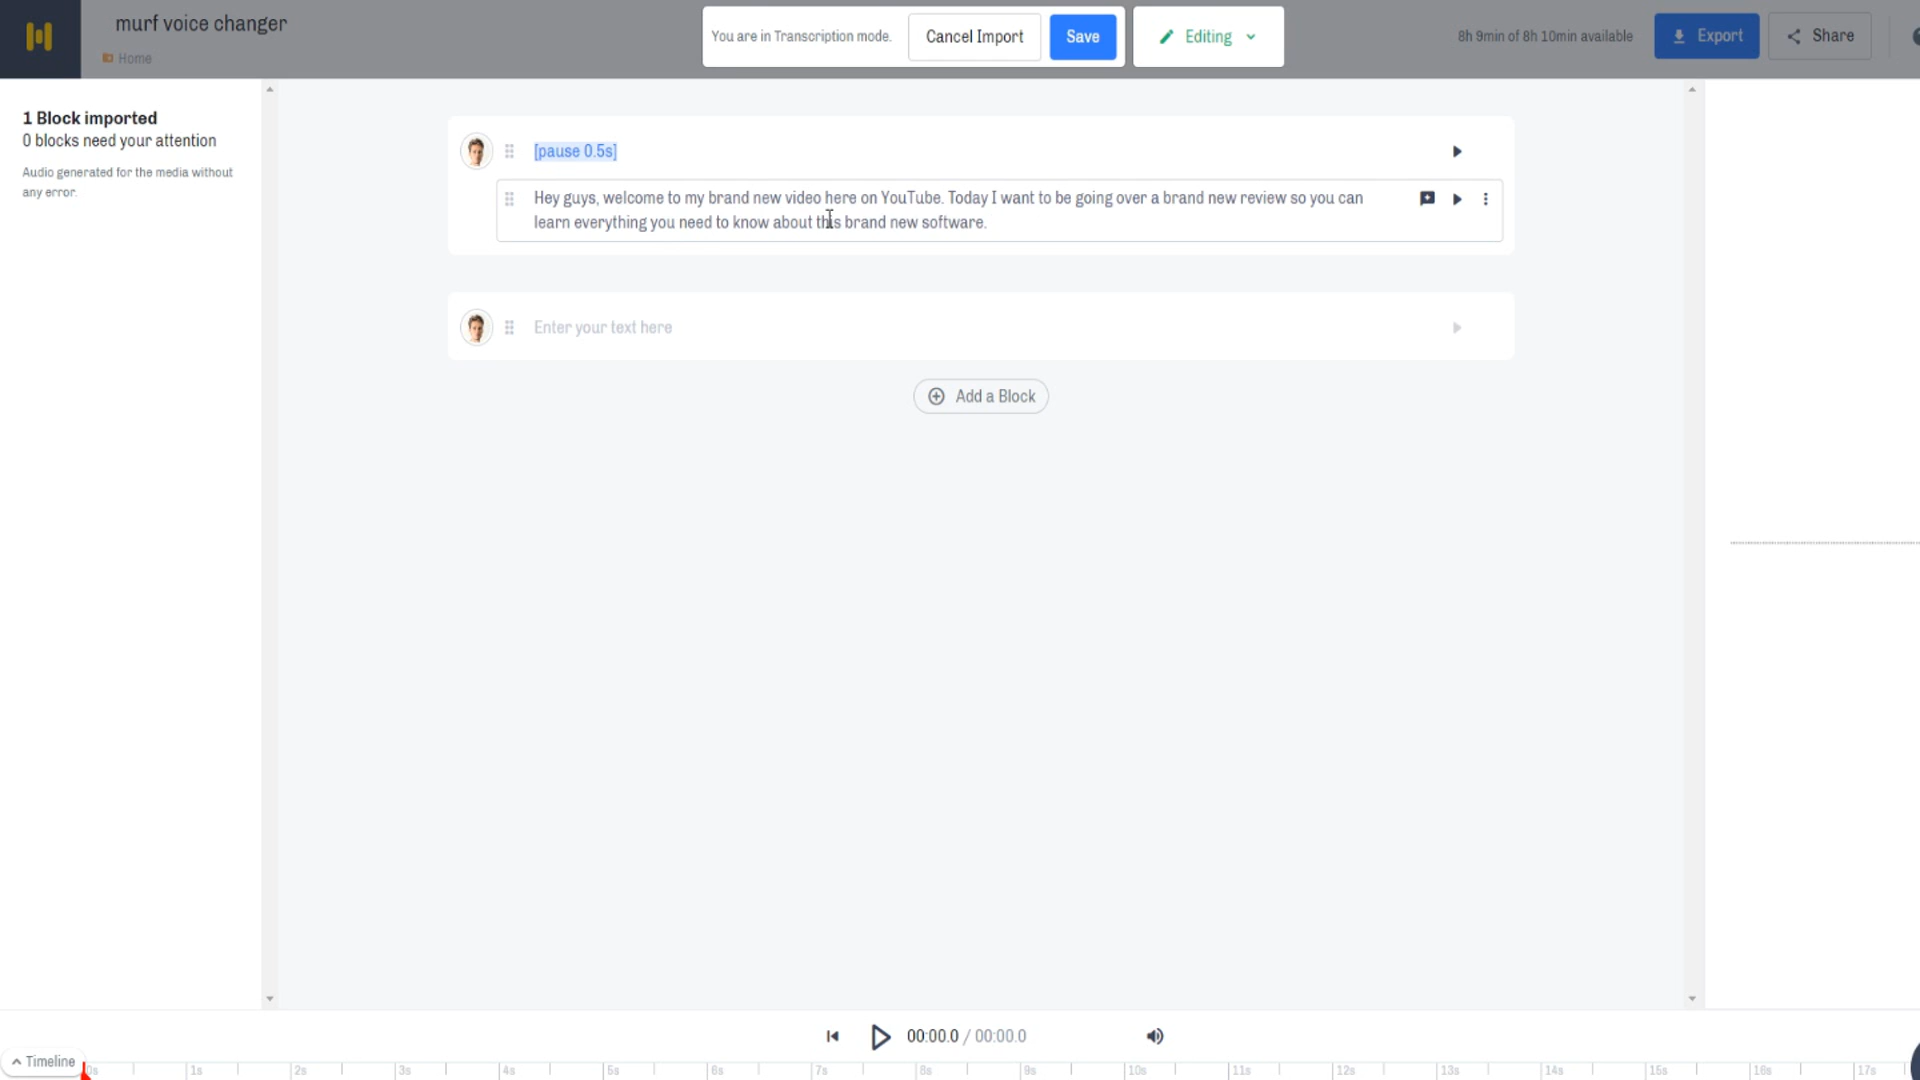 murf voice changer
Home
You are in Transcription mode.
Cancel Import
Save
Editing
8h 9min of 8h 10min available
Export
Share
1 Block imported
0 blocks need your attention
Audio generated for the media without
any error.
[pause 0.5s]
Hey guys, welcome to my brand new video here on YouTube. Today I want to be going over a brand new review so you can
learn everything you need to know about this brand new software.
Enter your text here
Add a Block
00:00.0 / 00:00.0
Timeline
0s 1s 2s 3s 4s 5s 6s 7s 8s 9s 10s 11s 12s 13s 14s 15s 16s 17s